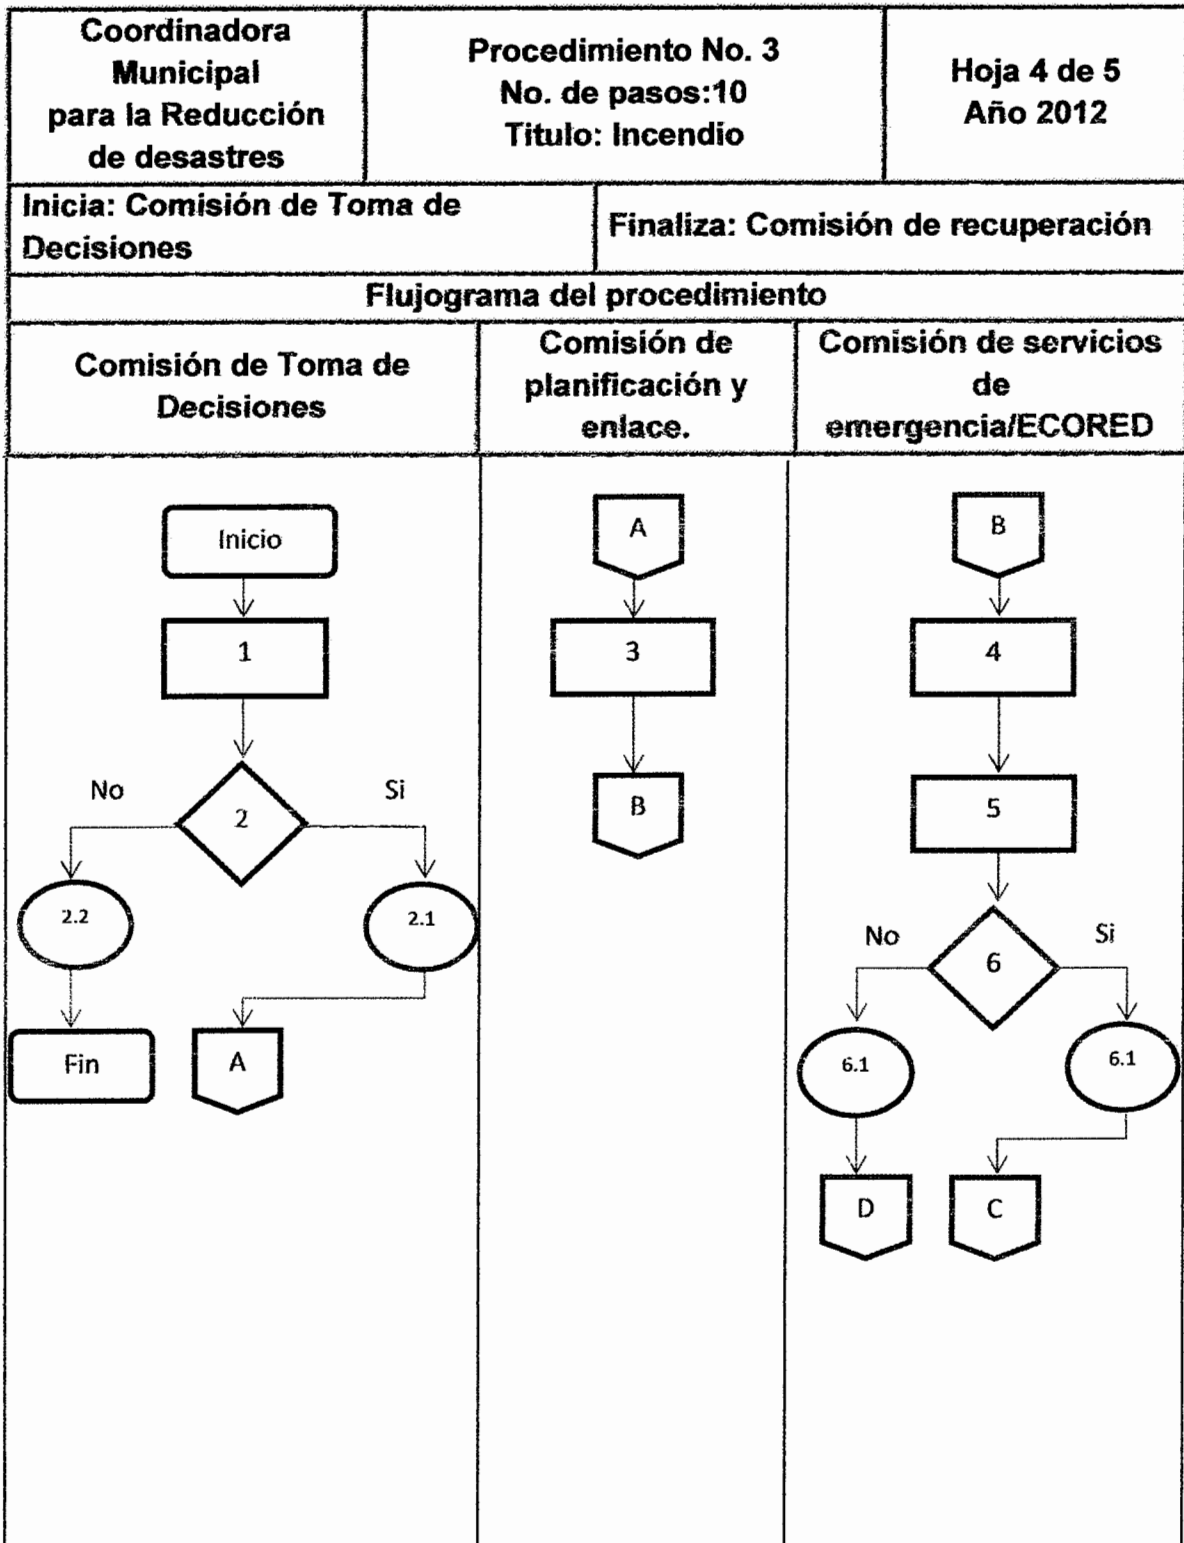 Coordinadora
Municipal
para la Reducción
de desastres
Procedimiento No. 3
No. de pasos:10
Titulo: Incendio
Hoja 4 de 5
Año 2012
Inicia: Comisión de Toma de
Decisiones
Finaliza: Comisión de recuperación
Flujograma del procedimiento
Comisión de Toma de
Decisiones
Comisión de
planificación y
enlace.
Comisión de servicios
de
emergencia/ECORED
Inicio
1
No
2
Si
2.2
2.1
Fin
A
A
3
B
B
4
5
No
6
Si
6.1
6.1
D
C